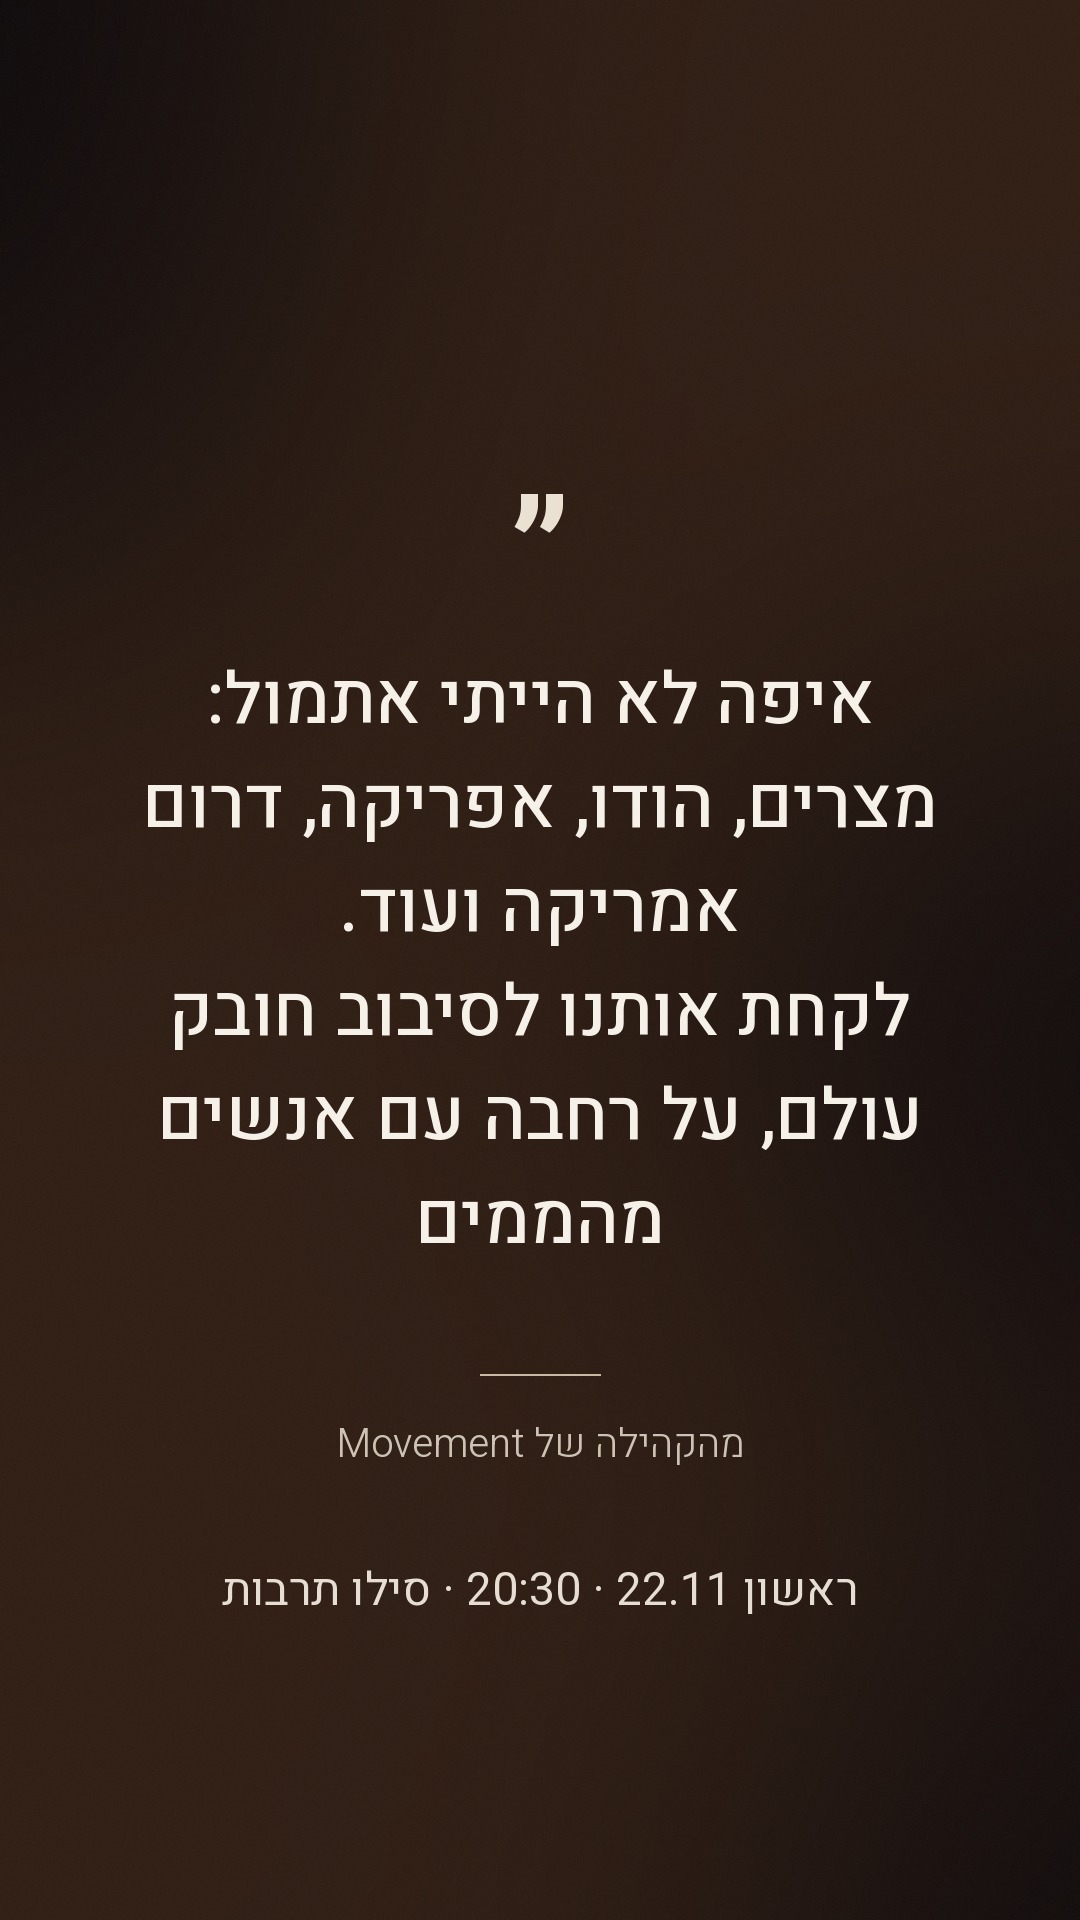 ”
איפה לא הייתי אתמול:
מצרים, הודו, אפריקה, דרום
אמריקה ועוד.
לקחת אותנו לסיבוב חובק
עולם, על רחבה עם אנשים
מהממים
מהקהילה של Movement
ראשון 22.11 · 20:30 · סילו תרבות